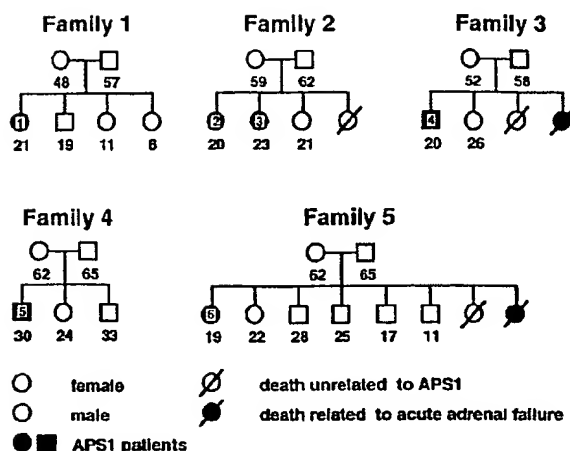 Family 1 Family 2 Family 3
48 57 59 62 52 58
1 2 3 4
21 19 11 6 20 23 21 20 26
Family 4 Family 5
62 65 62 65
5 6
30 24 33 19 22 28 25 17 11
female death unrelated to APS1
male death related to acute adrenal failure
APS1 patients